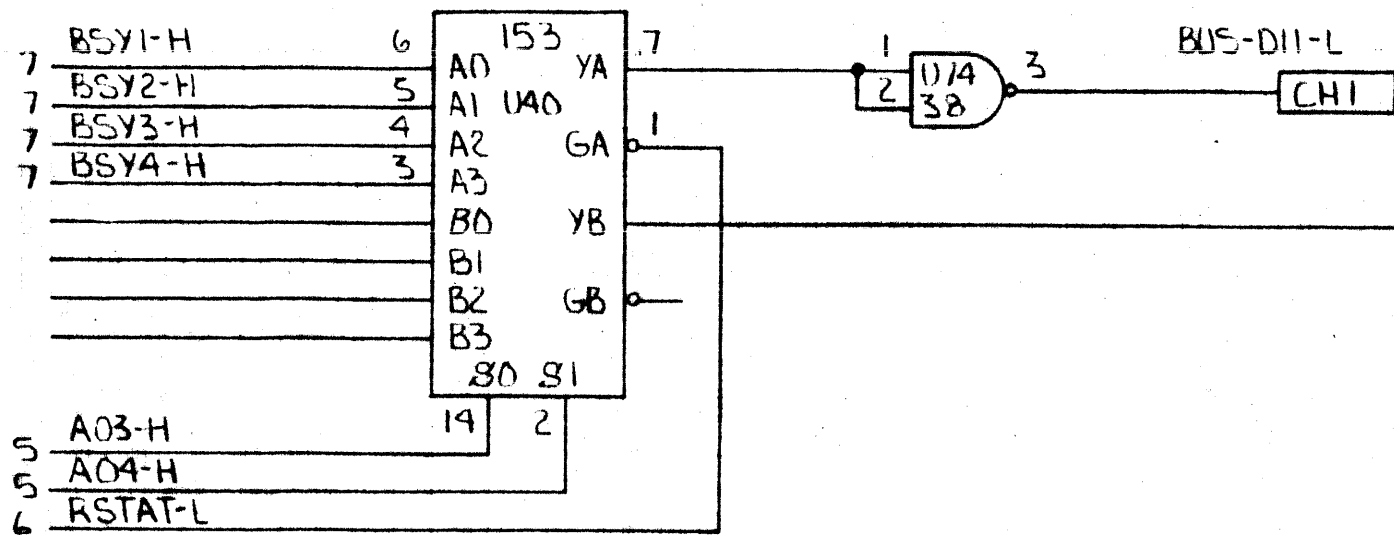 153
7 BSY1-H 6 A0 YA 7
7 BSY2-H 5 A1 U40
7 BSY3-H 4 A2 GA 1
7 BSY4-H 3 A3
B0 YB
B1
B2 GB
B3
S0 S1
14 2
5 A03-H
5 A04-H
6 RSTAT-L
1
2
U74
38
3
BUS-D11-L
CH1